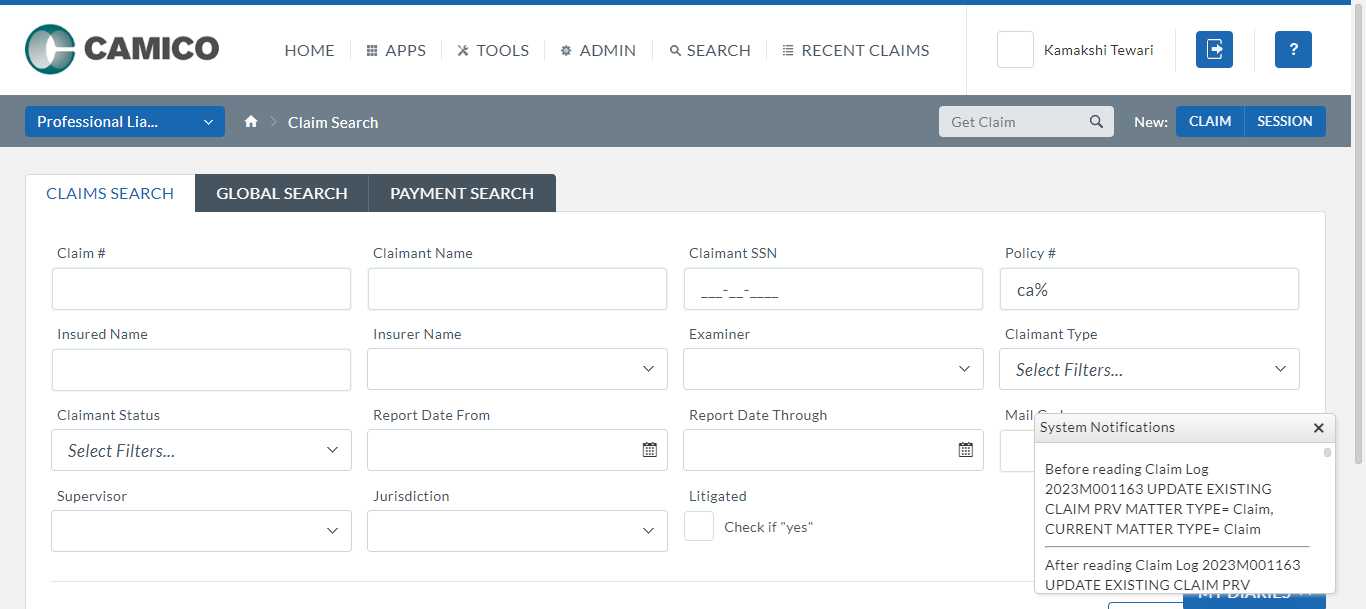 CAMICO
HOME
APPS
TOOLS
ADMIN
SEARCH
RECENT CLAIMS
Kamakshi Tewari
?
Professional Lia...
Claim Search
Get Claim
New:
CLAIM
SESSION
CLAIMS SEARCH
GLOBAL SEARCH
PAYMENT SEARCH
Claim #
Claimant Name
Claimant SSN
Policy #
___-__-____
ca%
Insured Name
Insurer Name
Examiner
Claimant Type
Select Filters...
Claimant Status
Report Date From
Report Date Through
Mail
Select Filters...
Supervisor
Jurisdiction
Litigated
Check if "yes"
System Notifications
Before reading Claim Log
2023M001163 UPDATE EXISTING
CLAIM PRV MATTER TYPE= Claim,
CURRENT MATTER TYPE= Claim
After reading Claim Log 2023M001163
UPDATE EXISTING CLAIM PRV
MY DIARIES